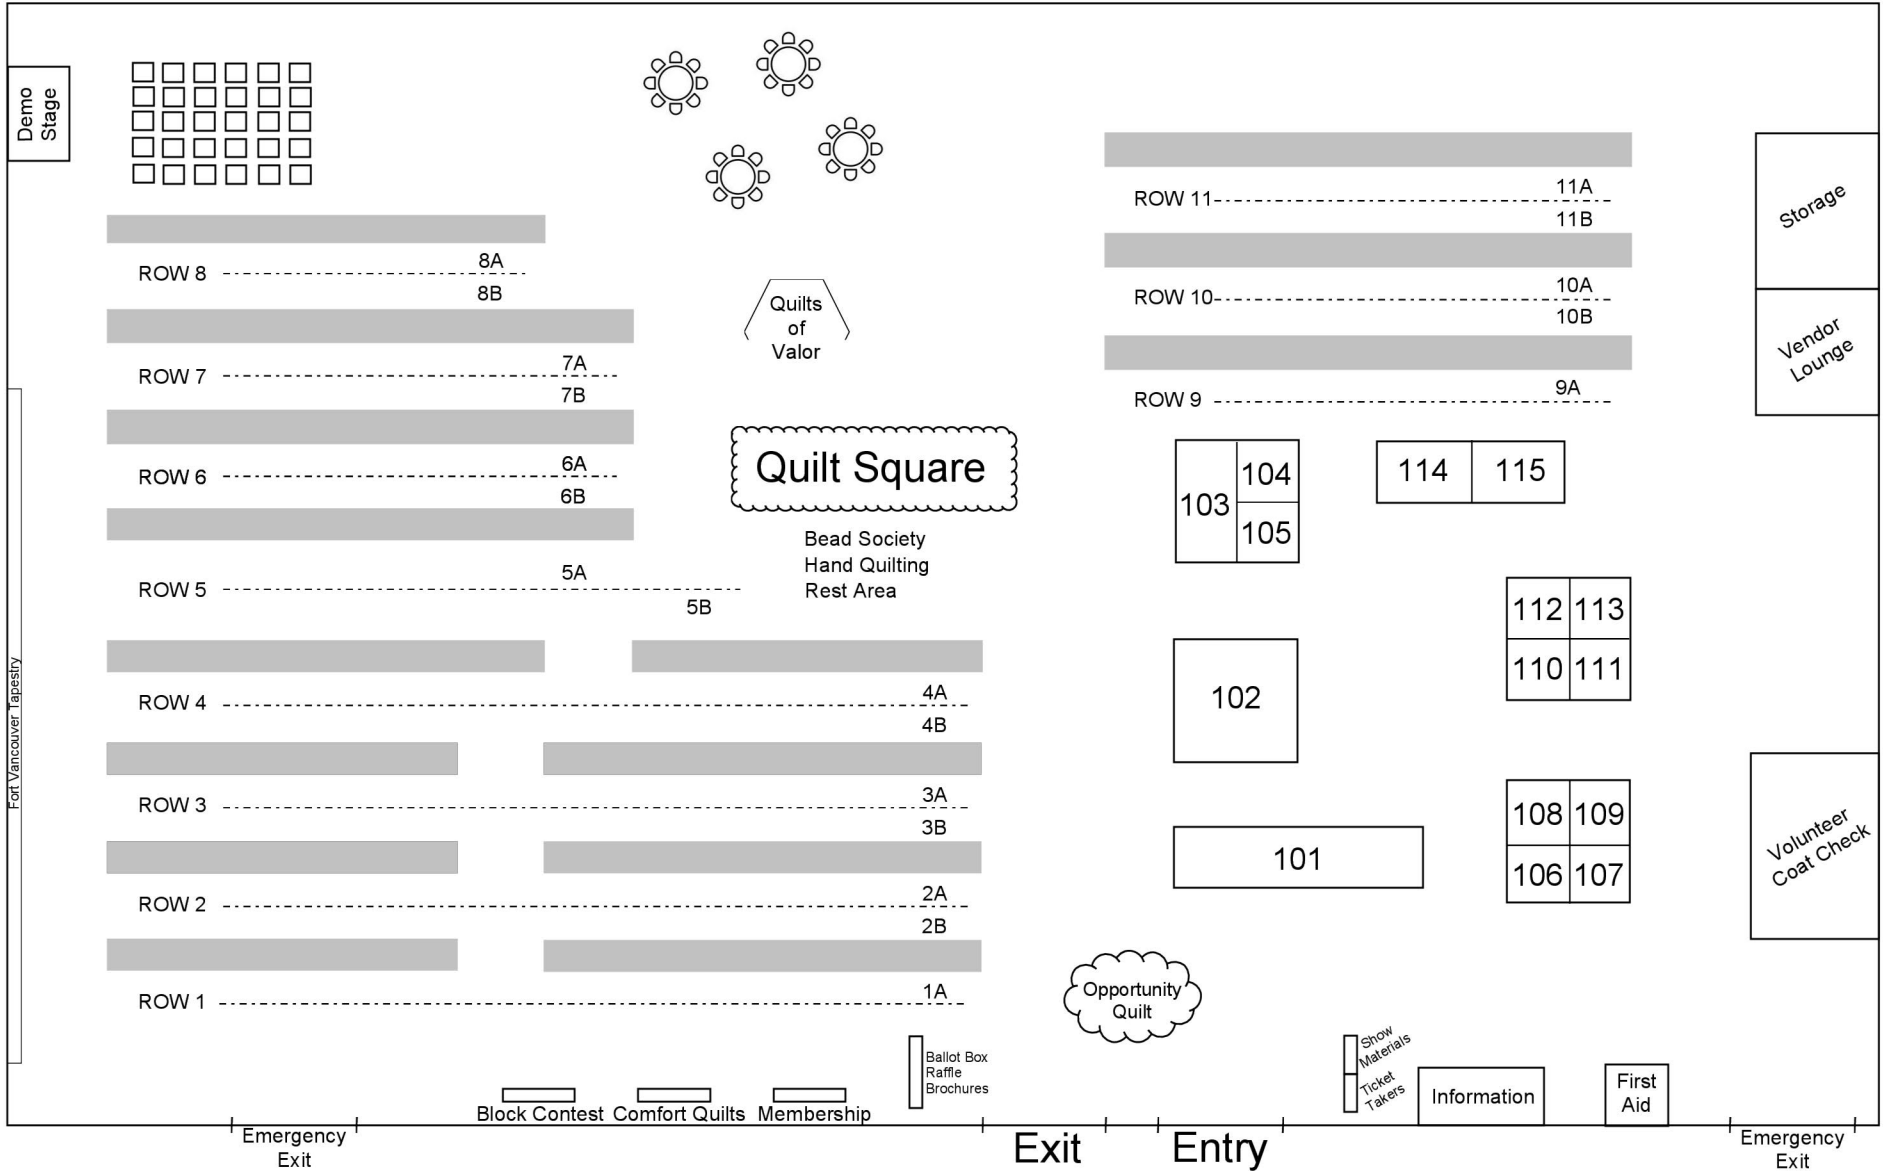 Demo
Stage
ROW 11
11A
11B
Storage
ROW 8
8A
8B
Quilts
of
Valor
ROW 10
10A
10B
Vendor
Lounge
ROW 7
7A
7B
ROW 9
9A
ROW 6
6A
6B
Quilt Square
Bead Society
Hand Quilting
Rest Area
103
104
105
114
115
ROW 5
5A
5B
112
113
110
111
Fort Vancouver Tapestry
ROW 4
4A
4B
102
ROW 3
3A
3B
101
108
109
106
107
Volunteer
Coat Check
ROW 2
2A
2B
ROW 1
1A
Opportunity
Quilt
Ballot Box
Raffle
Brochures
Show
Materials
Ticket
Takers
Information
First
Aid
Block Contest
Comfort Quilts
Membership
Emergency
Exit
Exit
Entry
Emergency
Exit